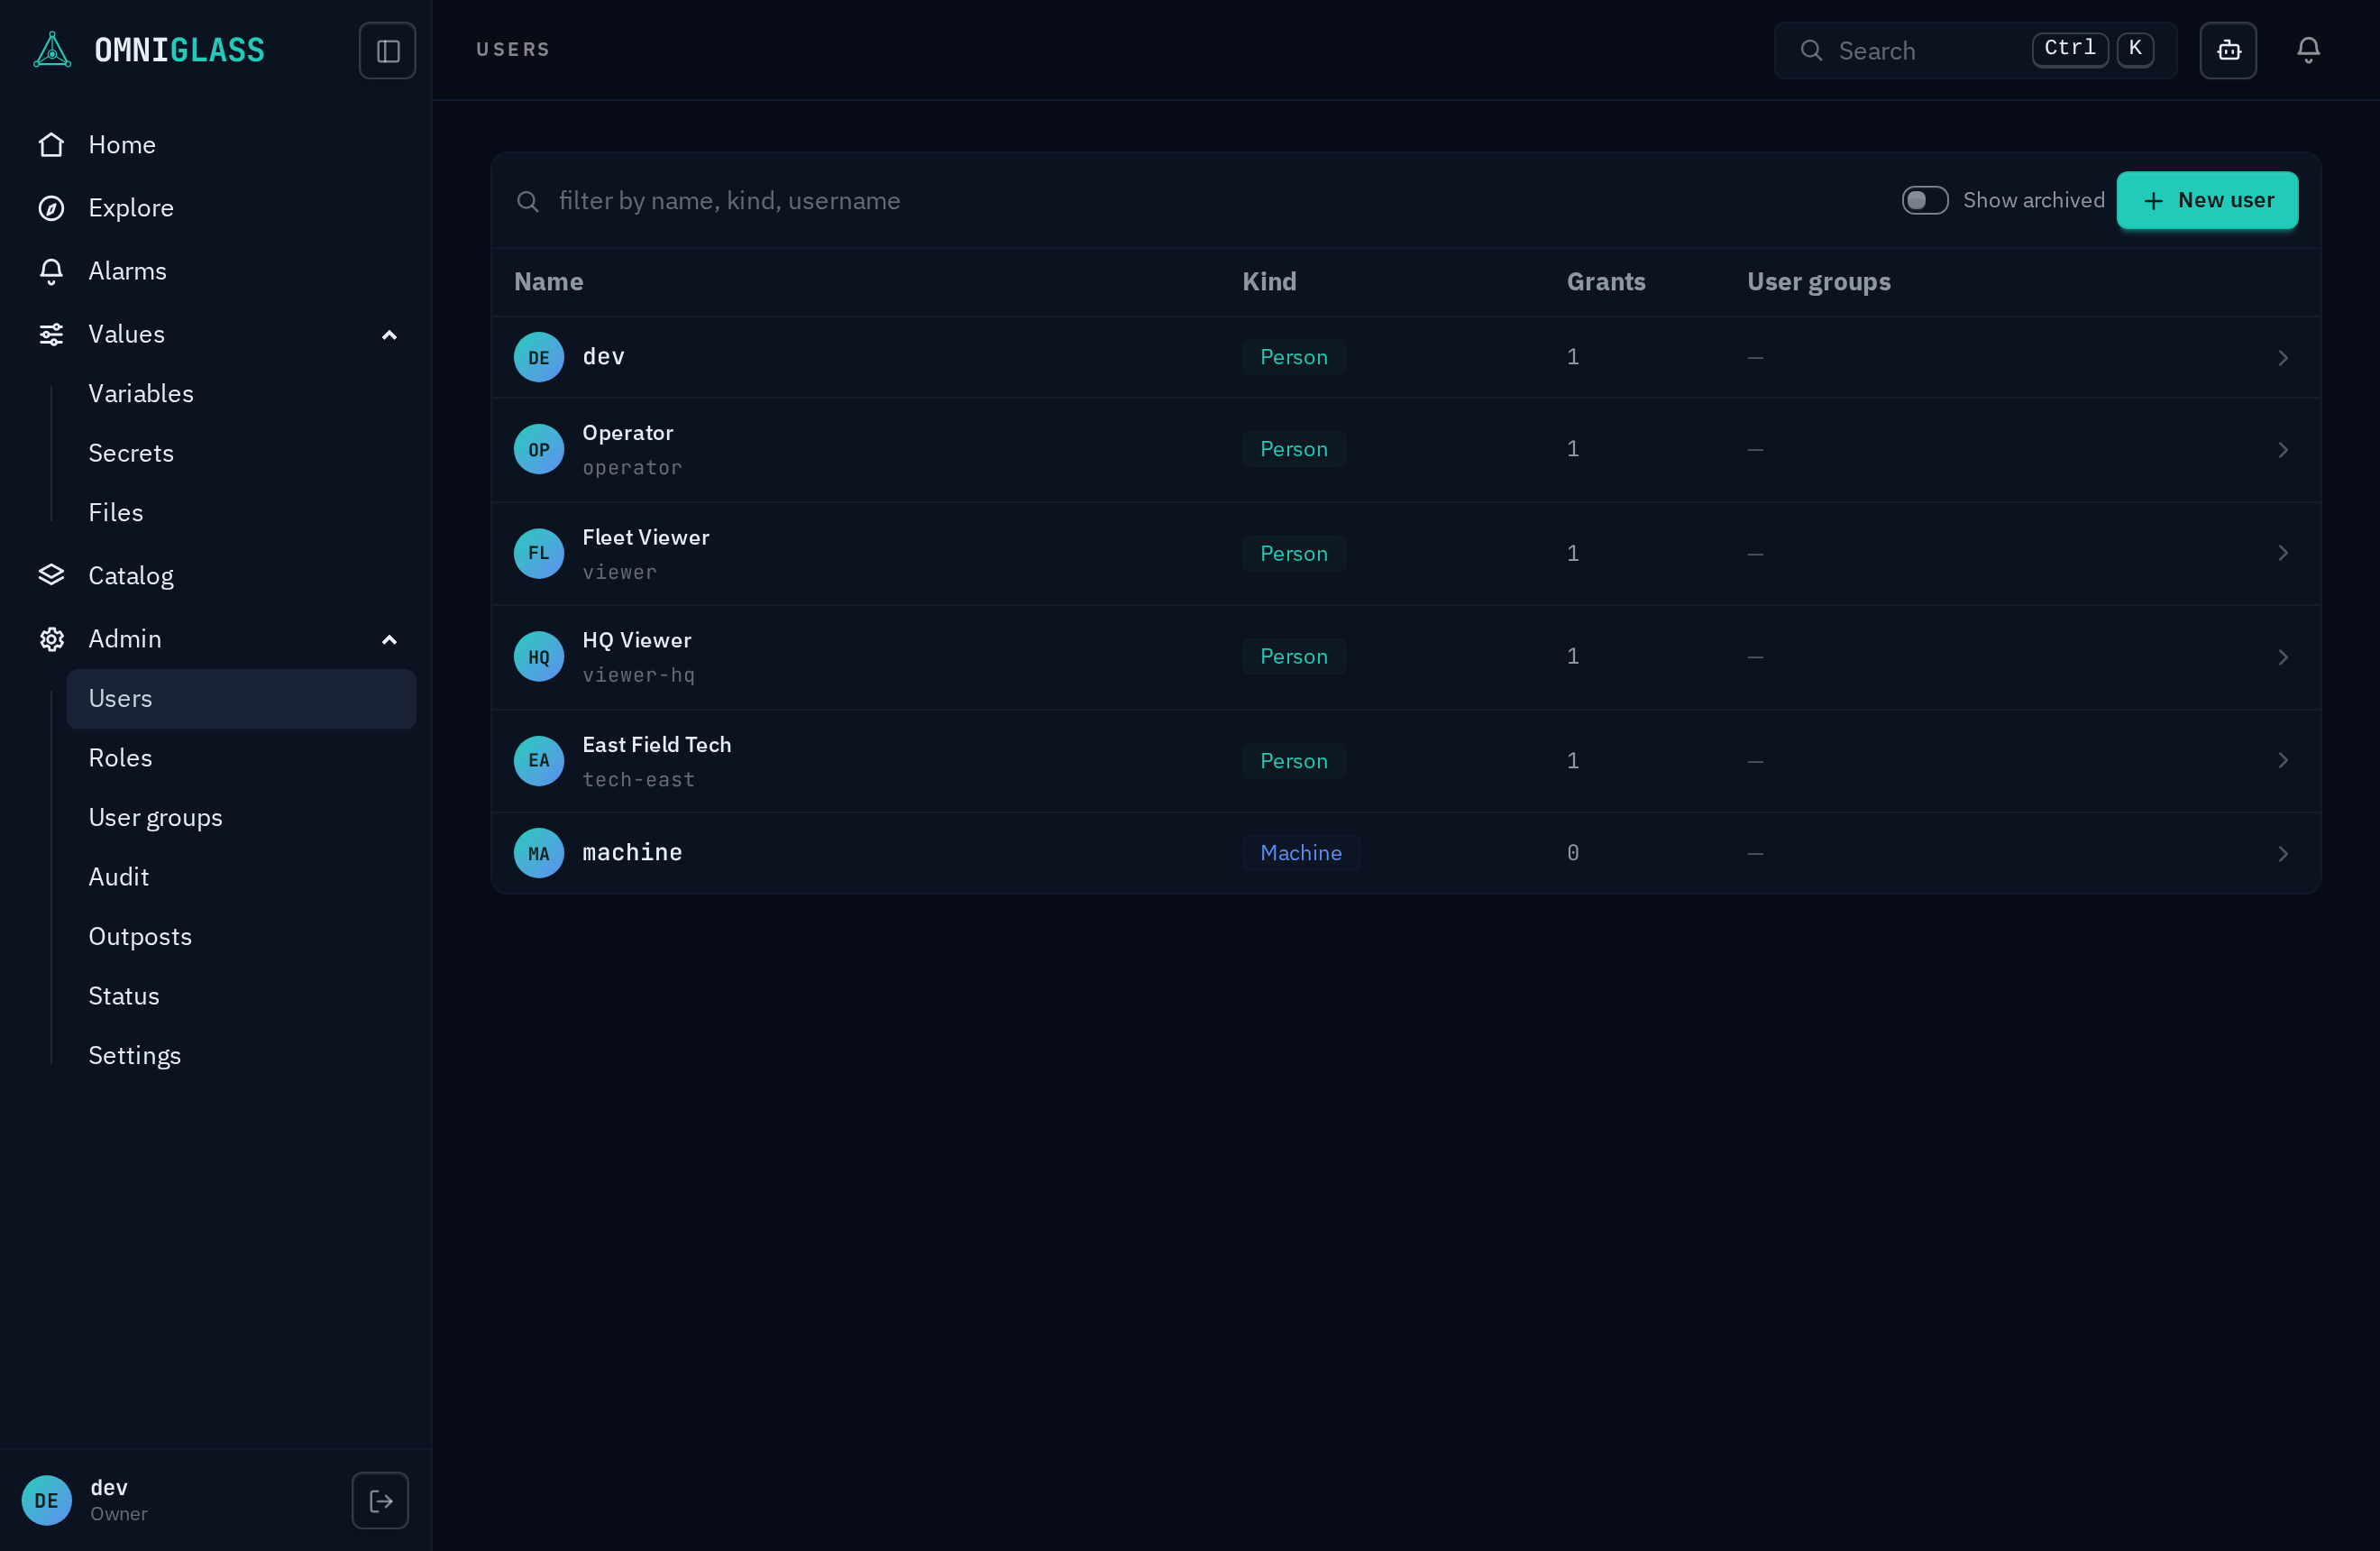 OMNIGLASS
USERS
Search
Ctrl
K
Home
Explore
Alarms
Values
Variables
Secrets
Files
Catalog
Admin
Users
Roles
User groups
Audit
Outposts
Status
Settings
DE
dev
Owner
filter by name, kind, username
Show archived
+ New user
Name Kind Grants User groups
DE dev Person 1 —
OP Operator Person 1 —
operator
FL Fleet Viewer Person 1 —
viewer
HQ HQ Viewer Person 1 —
viewer-hq
EA East Field Tech Person 1 —
tech-east
MA machine Machine 0 —